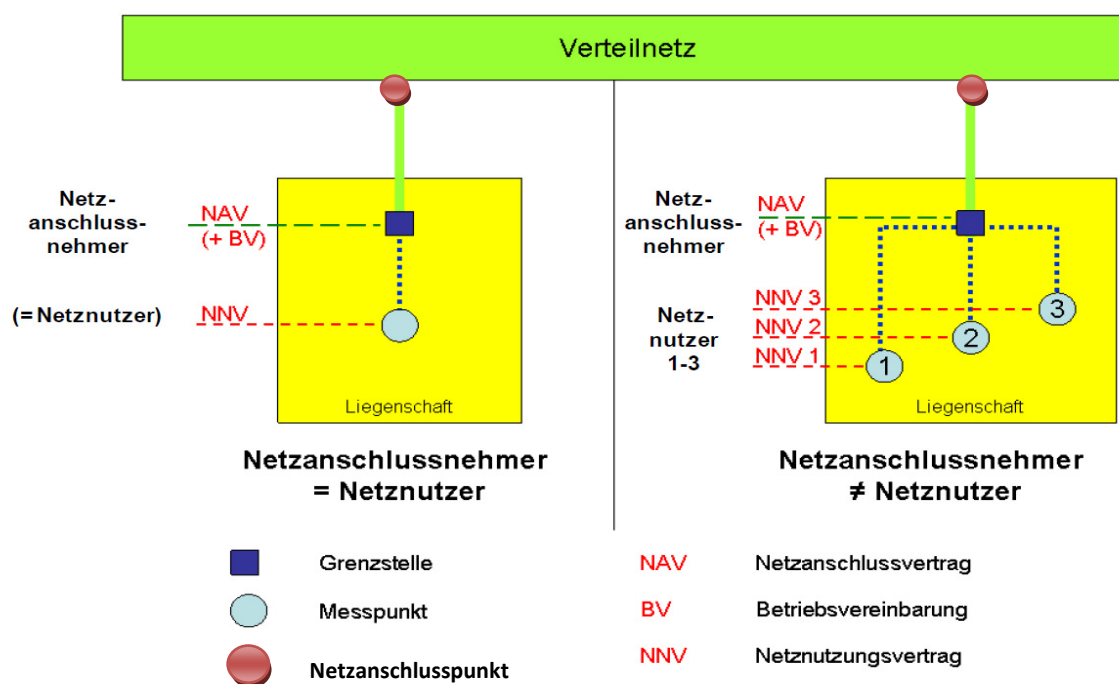 Verteilnetz
Netz-
anschluss-
nehmer
NAV
(+ BV)
(= Netznutzer)
NNV
Liegenschaft
Netzanschlussnehmer
= Netznutzer
Netz-
anschluss-
nehmer
NAV
(+ BV)
Netz-
nutzer
1-3
NNV 3
NNV 2
NNV 1
3
2
1
Liegenschaft
Netzanschlussnehmer
≠ Netznutzer
Grenzstelle
Messpunkt
Netzanschlusspunkt
NAV Netzanschlussvertrag
BV Betriebsvereinbarung
NNV Netznutzungsvertrag